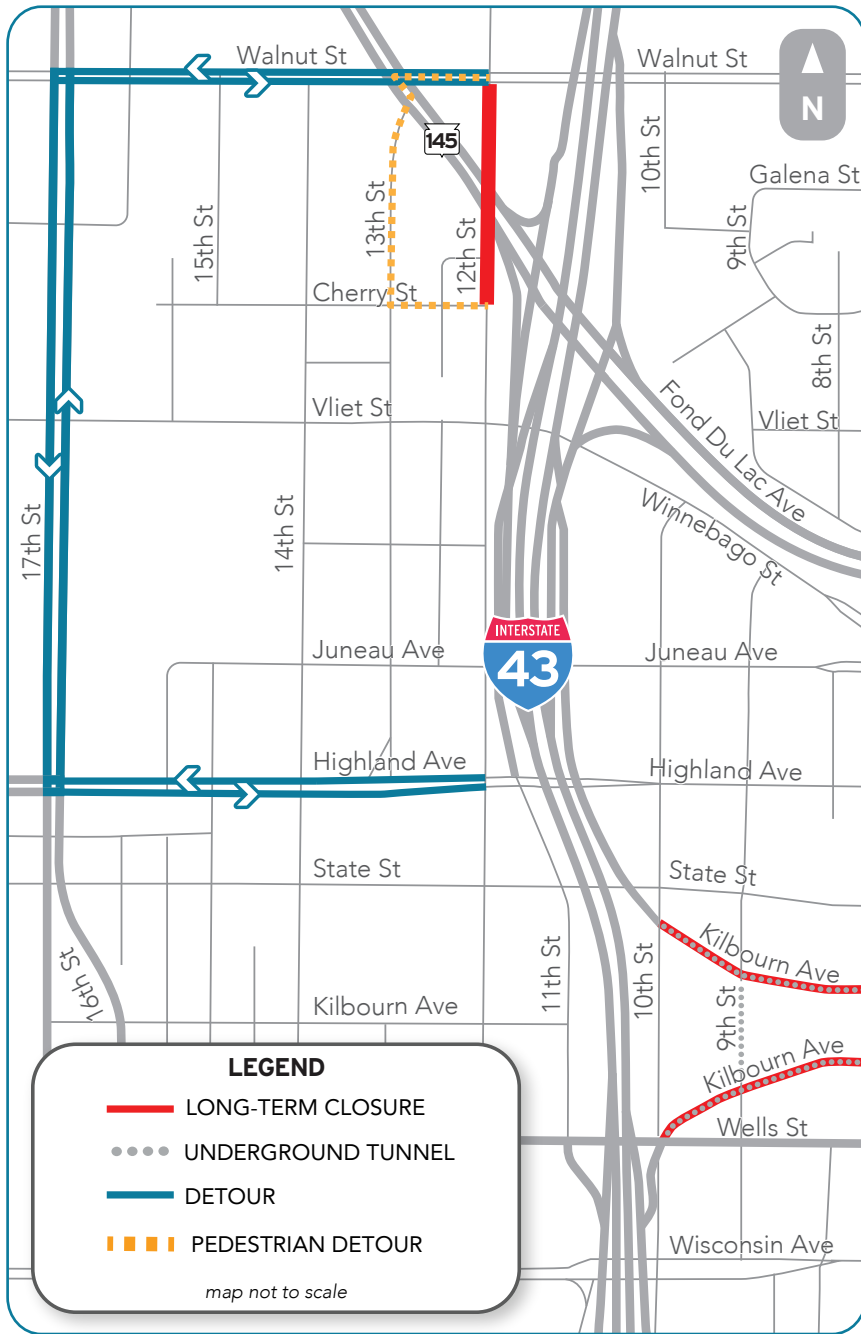 Walnut St
Walnut St
N
145
10th St
Galena St
13th St
15th St
12th St
9th St
Cherry St
8th St
Vliet St
Fond Du Lac Ave
Vliet St
17th St
14th St
Winnebago St
INTERSTATE
43
Juneau Ave
Juneau Ave
Highland Ave
Highland Ave
State St
State St
16th St
11th St
10th St
Kilbourn Ave
9th St
Kilbourn Ave
Kilbourn Ave
Wells St
Wisconsin Ave
LEGEND
LONG-TERM CLOSURE
UNDERGROUND TUNNEL
DETOUR
PEDESTRIAN DETOUR
map not to scale